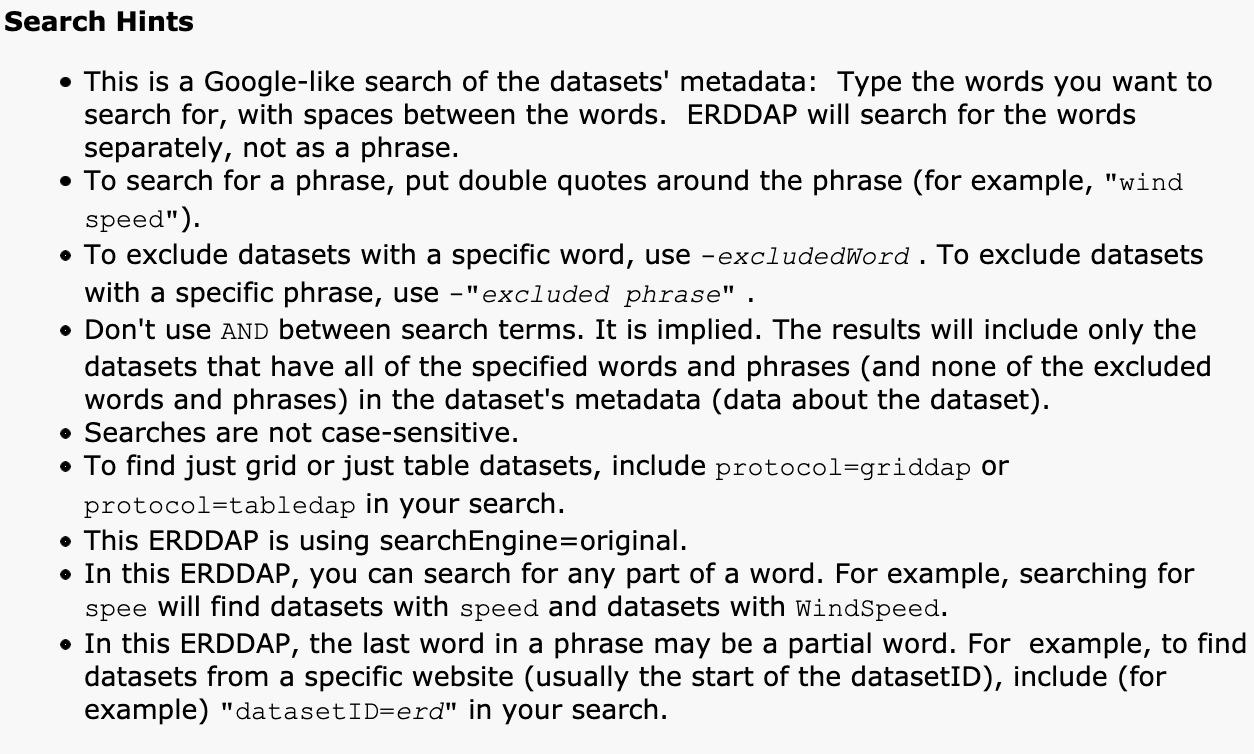 Search Hints
• This is a Google-like search of the datasets' metadata:  Type the words you want to
search for, with spaces between the words.  ERDDAP will search for the words
separately, not as a phrase.
• To search for a phrase, put double quotes around the phrase (for example, "wind
speed").
• To exclude datasets with a specific word, use -excludedWord . To exclude datasets
with a specific phrase, use -"excluded phrase" .
• Don't use AND between search terms. It is implied. The results will include only the
datasets that have all of the specified words and phrases (and none of the excluded
words and phrases) in the dataset's metadata (data about the dataset).
• Searches are not case-sensitive.
• To find just grid or just table datasets, include protocol=griddap or
protocol=tabledap in your search.
• This ERDDAP is using searchEngine=original.
• In this ERDDAP, you can search for any part of a word. For example, searching for
spee will find datasets with speed and datasets with WindSpeed.
• In this ERDDAP, the last word in a phrase may be a partial word. For  example, to find
datasets from a specific website (usually the start of the datasetID), include (for
example) "datasetID=erd" in your search.